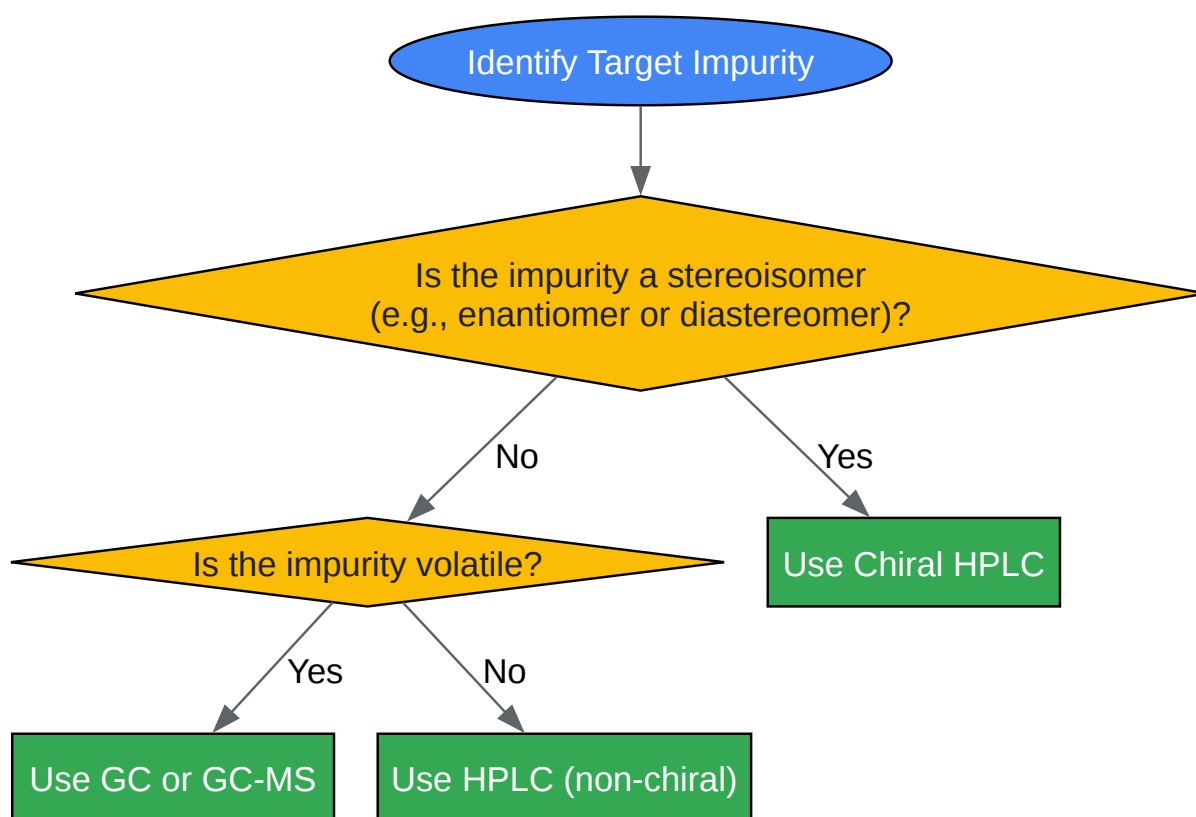 Identify Target Impurity
Is the impurity a stereoisomer
(e.g., enantiomer or diastereomer)?
No
Yes
Is the impurity volatile?
Use Chiral HPLC
Yes
No
Use GC or GC-MS
Use HPLC (non-chiral)